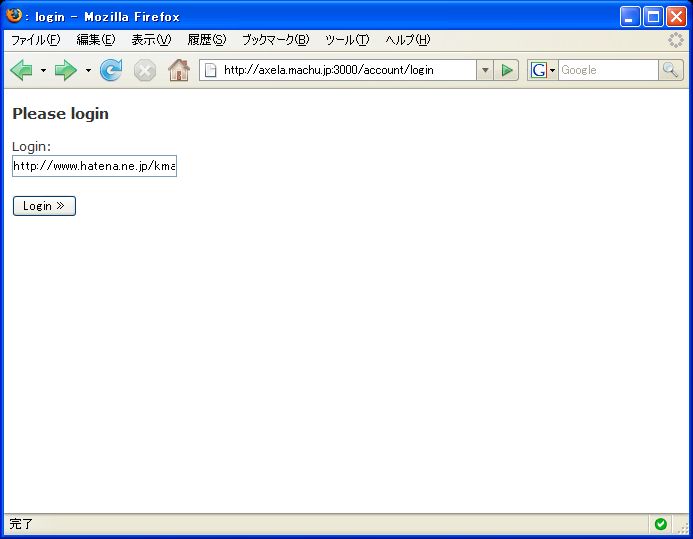 : login - Mozilla Firefox
ファイル(F) 編集(E) 表示(V) 履歴(S) ブックマーク(B) ツール(T) ヘルプ(H)
http://axela.machu.jp:3000/account/login G Google
Please login
Login:
http://www.hatena.ne.jp/kma
Login »
完了